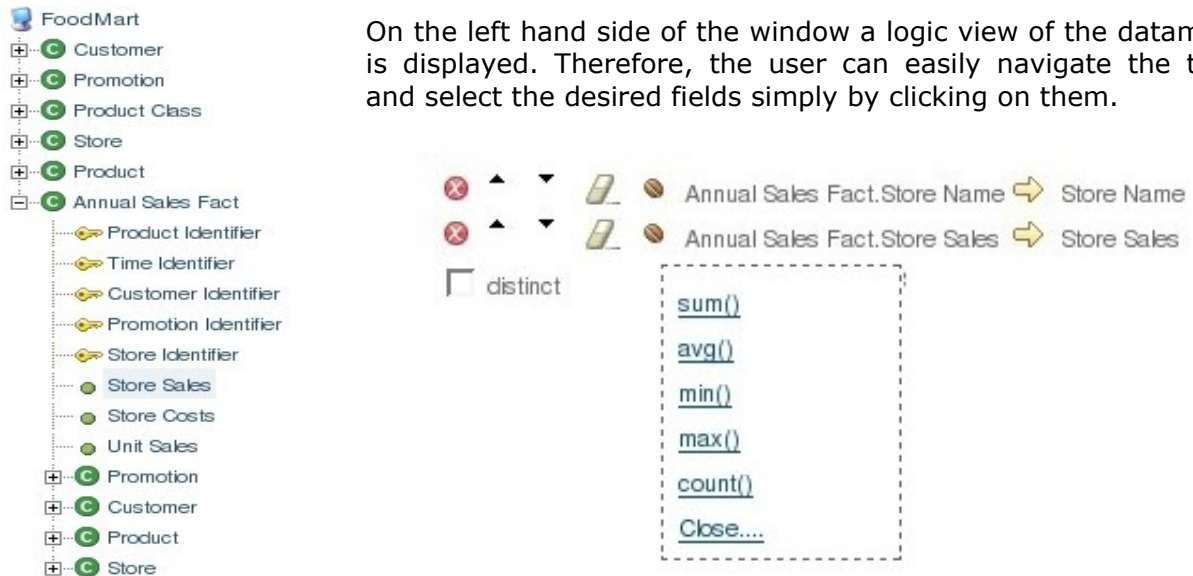 FoodMart
Customer
Promotion
Product Class
Store
Product
Annual Sales Fact
Product Identifier
Time Identifier
Customer Identifier
Promotion Identifier
Store Identifier
Store Sales
Store Costs
Unit Sales
Promotion
Customer
Product
Store
On the left hand side of the window a logic view of the
is displayed. Therefore, the user can easily navigate the
and select the desired fields simply by clicking on them.
Annual Sales Fact.Store Name Store Name
Annual Sales Fact.Store Sales Store Sales
distinct
sum()
avg()
min()
max()
count()
Close....